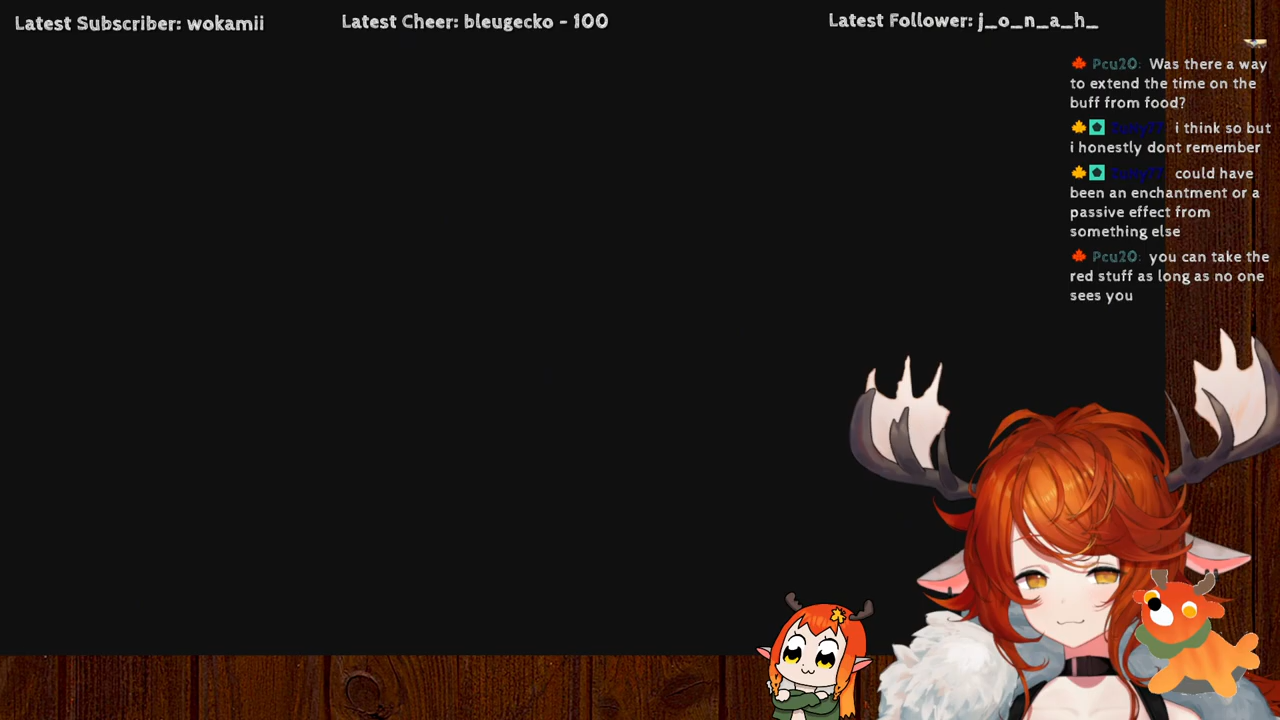 Latest Subscriber: wokamii
Latest Cheer: bleugecko - 100
Latest Follower: j_o_n_a_h_
Pcu20: Was there a way
to extend the time on the
buff from food?
i think so but
i honestly dont remember
could have
been an enchantment or a
passive effect from
something else
Pcu20: you can take the
red stuff as long as no one
sees you